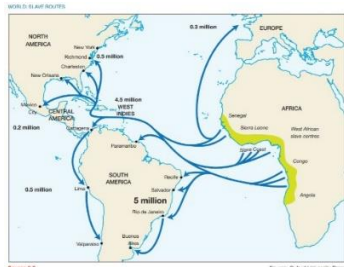 WORLD SLAVE ROUTES
NORTH
AMERICA
New York
Richmond
0.5 million
Charleston
New Orleans
Mexico
City
0.2 million
CENTRAL
AMERICA
4.5 million
WEST
INDIES
Cartagena
Paramaribo
0.3 million
EUROPE
AFRICA
Senegal
Sierra Leone
West African
slave centres
Congo
Angola
SOUTH
AMERICA
0.5 million
Lima
Recife
Salvador
5 million
Rio de Janeiro
Valparaiso
Buenos
Aires